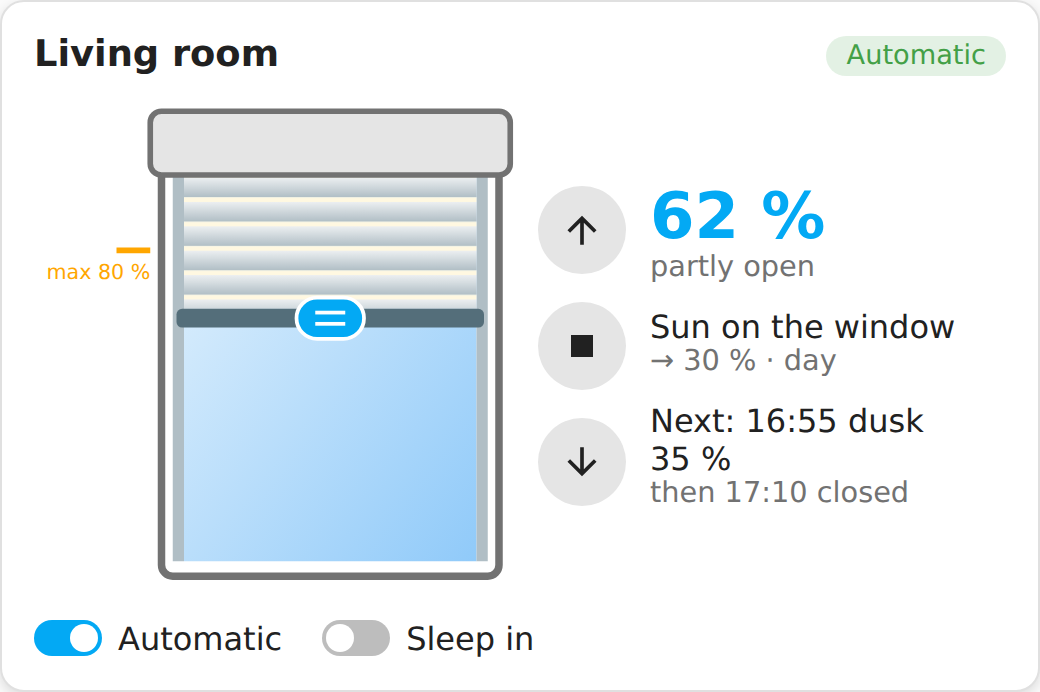 Living room
Automatic
max 80 %
62 %
partly open
Sun on the window
→ 30 % · day
Next: 16:55 dusk
35 %
then 17:10 closed
Automatic
Sleep in